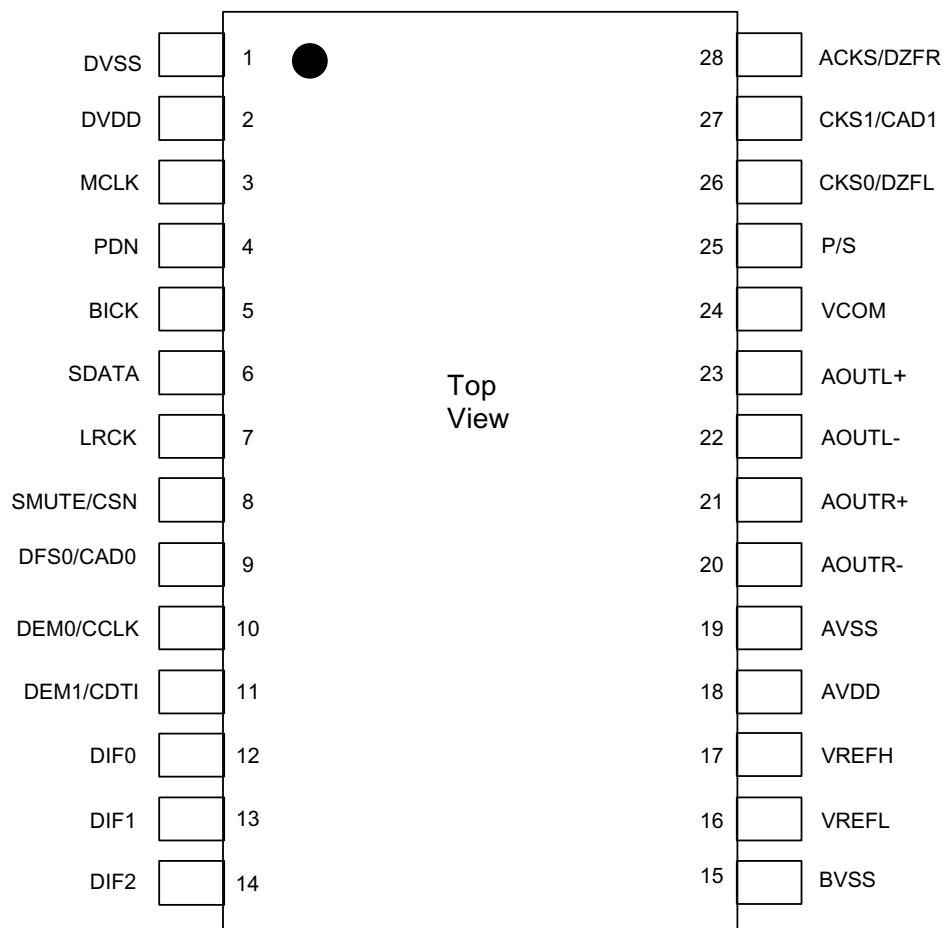 DVSS 1 28 ACKS/DZFR
DVDD 2 27 CKS1/CAD1
MCLK 3 26 CKS0/DZFL
PDN 4 25 P/S
BICK 5 24 VCOM
SDATA 6 23 AOUTL+
Top
View
LRCK 7 22 AOUTL-
SMUTE/CSN 8 21 AOUTR+
DFS0/CAD0 9 20 AOUTR-
DEM0/CCLK 10 19 AVSS
DEM1/CDTI 11 18 AVDD
DIF0 12 17 VREFH
DIF1 13 16 VREFL
DIF2 14 15 BVSS